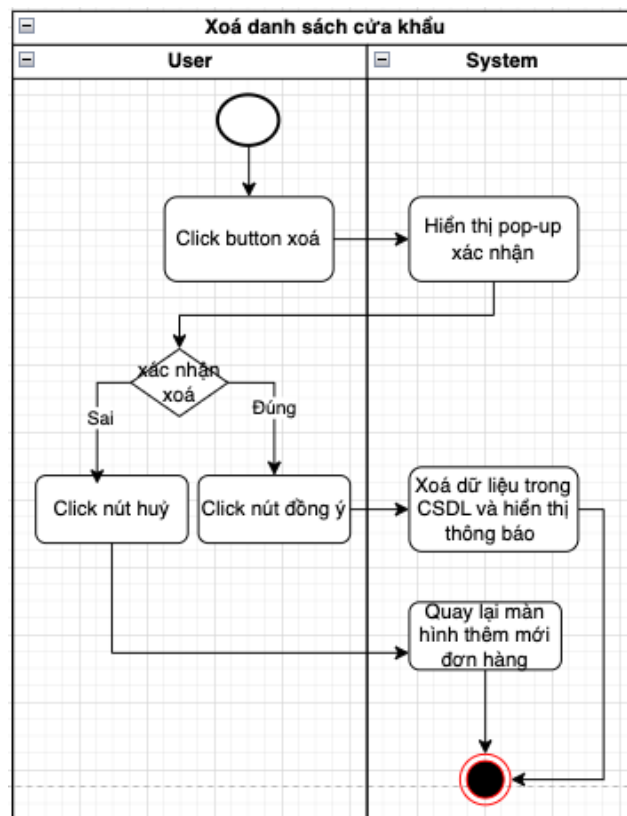 Xoá danh sách cửa khẩu
User
System
Click button xoá
Hiển thị pop-up
xác nhận
xác nhận
xoá
Sai
Đúng
Click nút huỷ
Click nút đồng ý
Xoá dữ liệu trong
CSDL và hiển thị
thông báo
Quay lại màn
hình thêm mới
đơn hàng